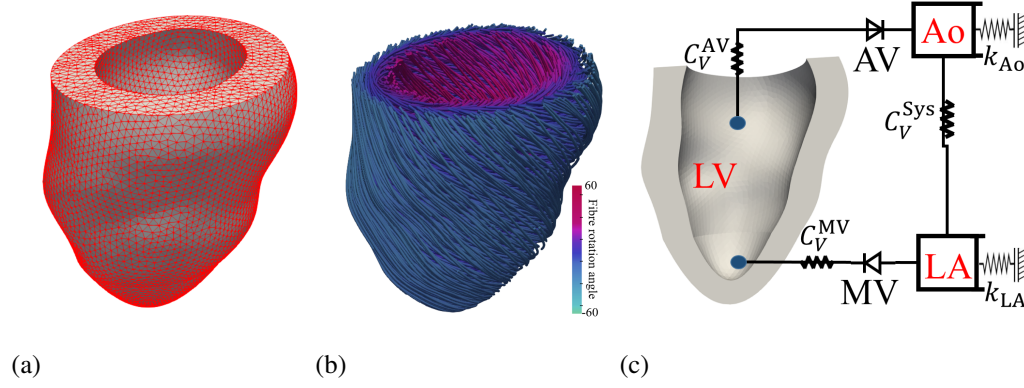 60
Fibre rotation angle
-60
C_V^AV
AV
Ao
k_Ao
C_V^Sys
LV
C_V^MV
MV
LA
k_LA
(a)
(b)
(c)